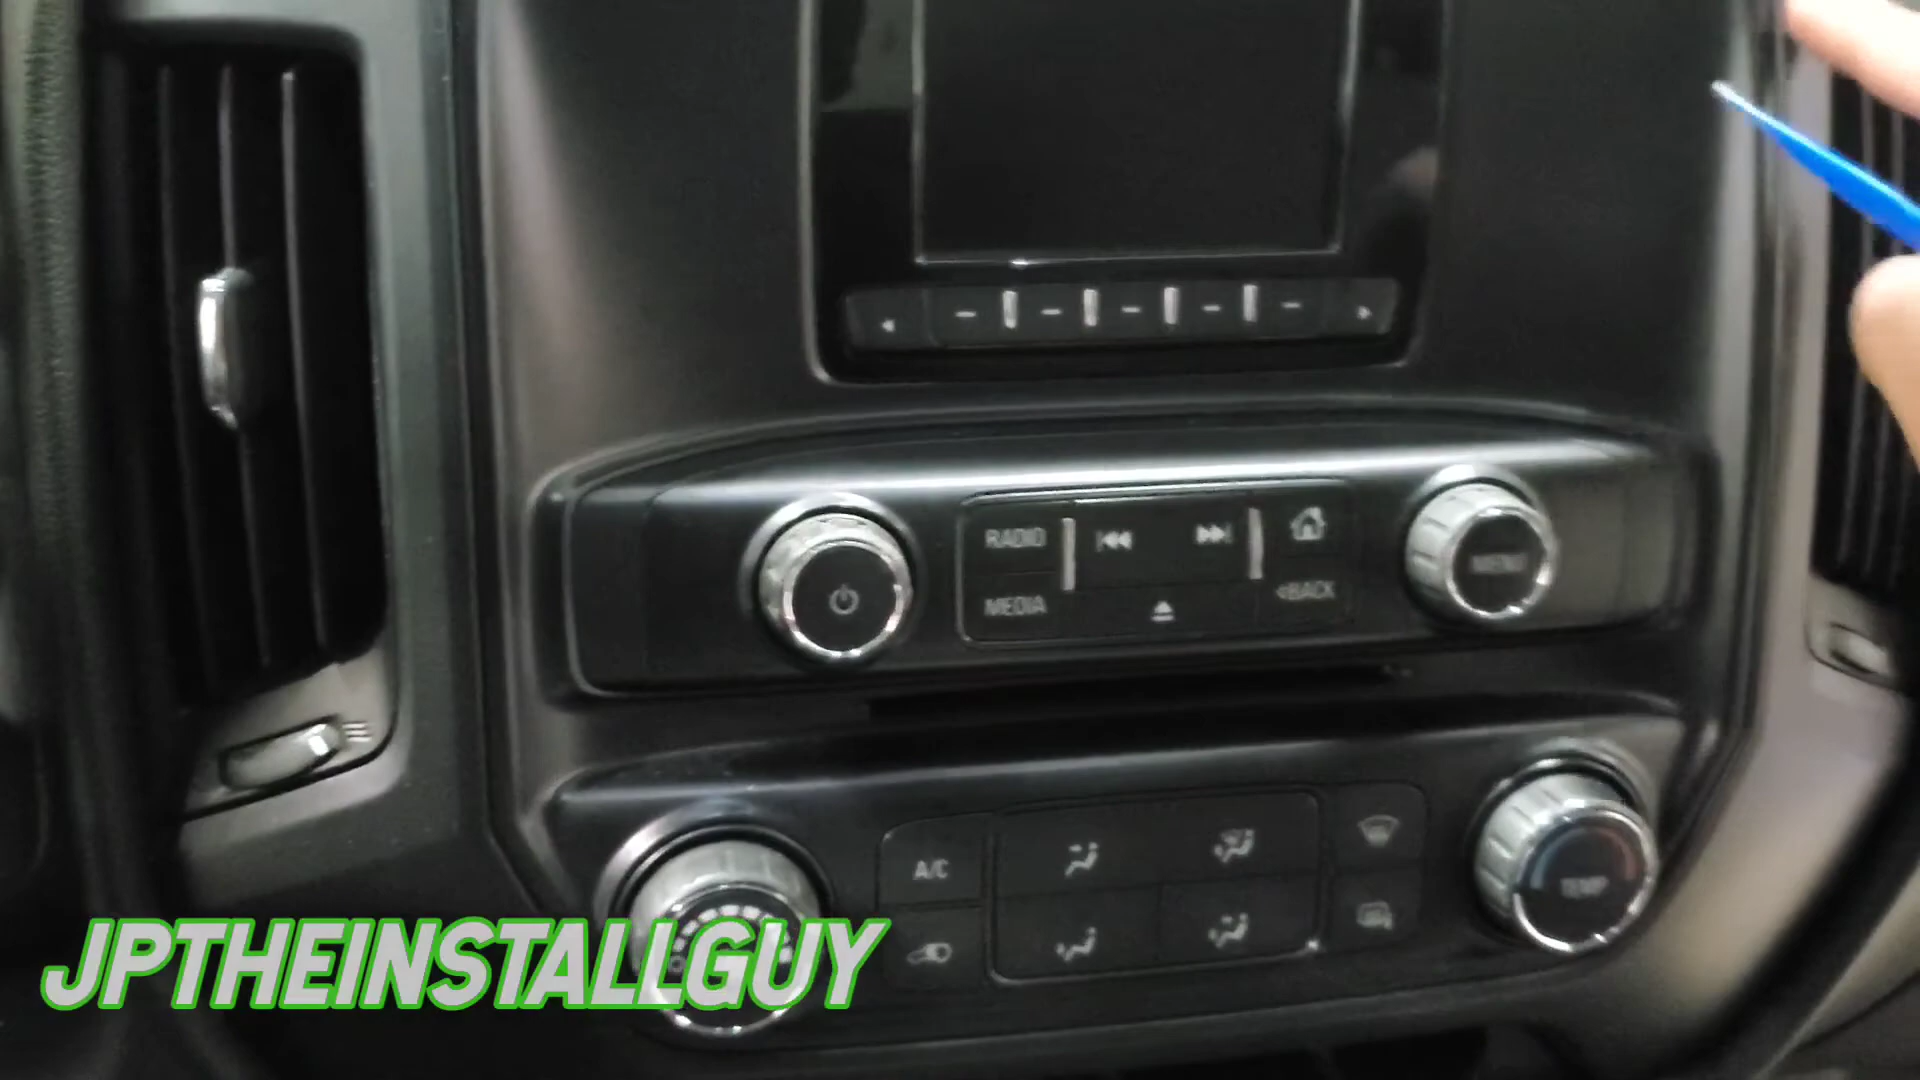 RADIO
MEDIA
<BACK
MENU
A/C
TEMP
JPTHEINSTALLGUY